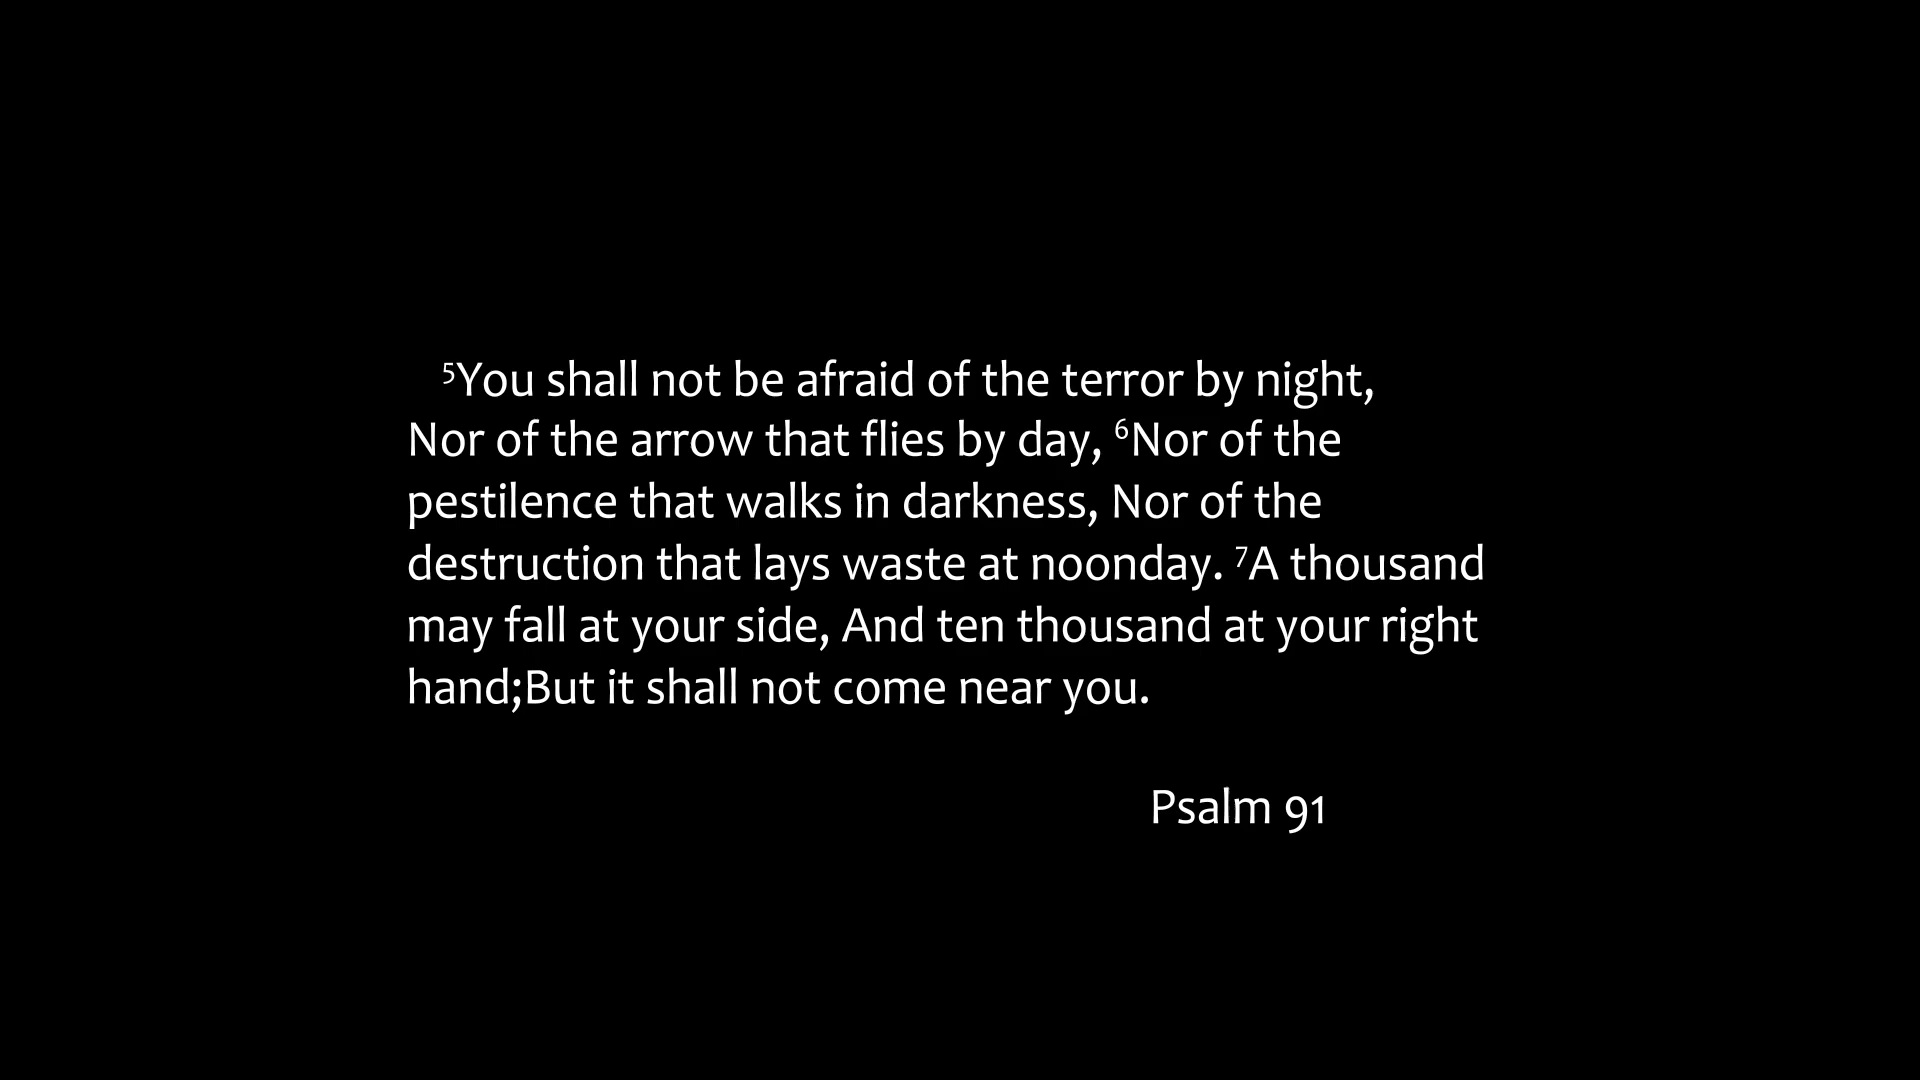 ⁵You shall not be afraid of the terror by night,
Nor of the arrow that flies by day, ⁶Nor of the
pestilence that walks in darkness, Nor of the
destruction that lays waste at noonday. ⁷A thousand
may fall at your side, And ten thousand at your right
hand;But it shall not come near you.
Psalm 91